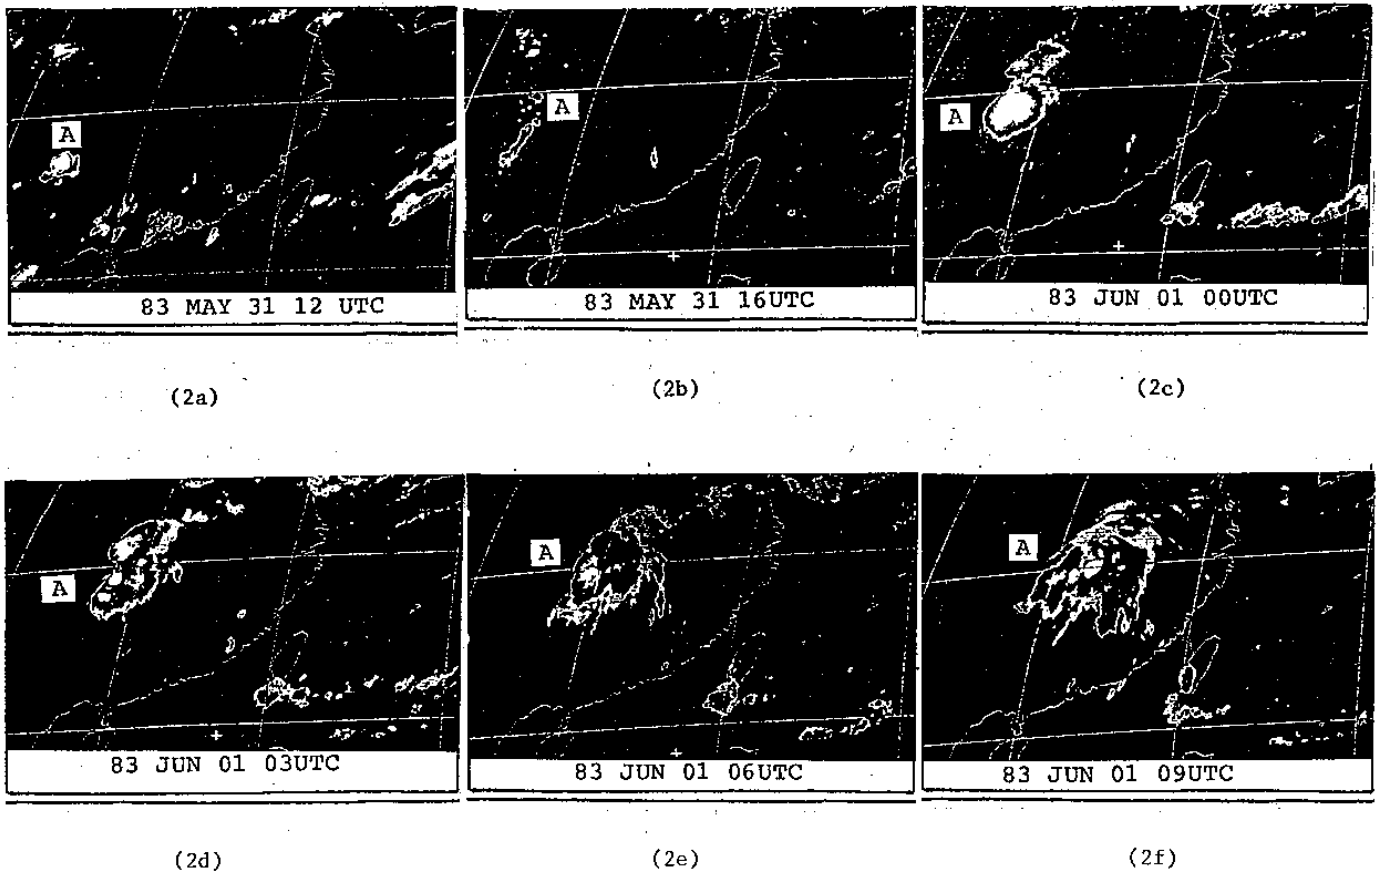 A
A
A
83 MAY 31 12 UTC
83 MAY 31 16UTC
83 JUN 01 00UTC
(2a)
(2b)
(2c)
A
A
A
83 JUN 01 03UTC
83 JUN 01 06UTC
83 JUN 01 09UTC
(2d)
(2e)
(2f)